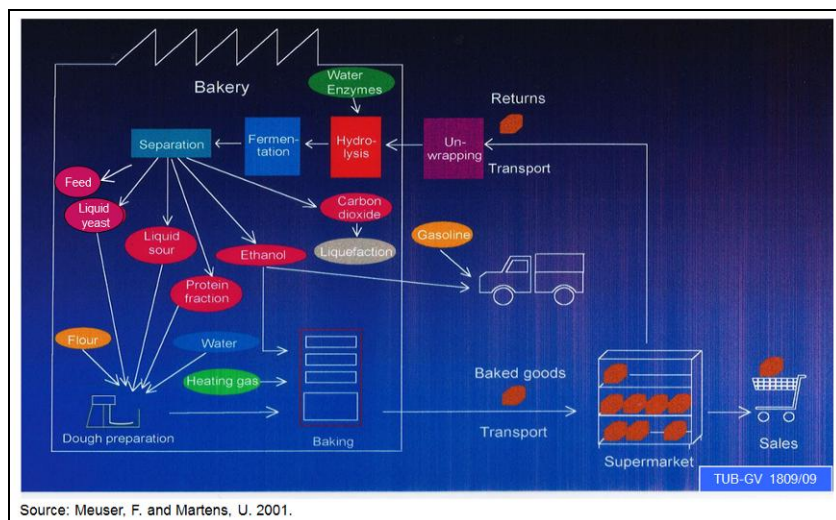 Bakery
Water
Enzymes
Returns
Separation
Fermen-
tation
Hydro-
lysis
Un-
wrapping
Transport
Feed
Liquid
yeast
Liquid
sour
Carbon
dioxide
Gasoline
Ethanol
Liquefaction
Protein
fraction
Flour
Water
Heating gas
Baked goods
Dough preparation
Baking
Transport
Supermarket
Sales
TUB-GV 1809/09
Source: Meuser, F. and Martens, U. 2001.